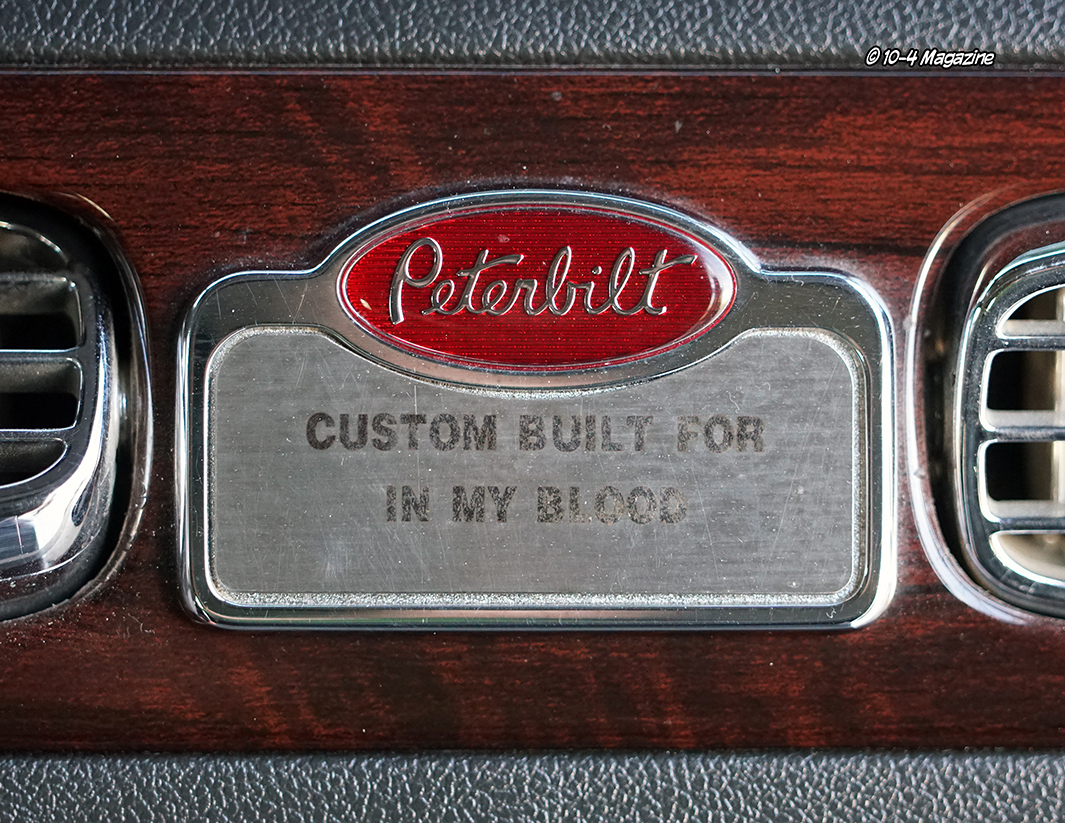 © 10-4 Magazine
Peterbilt
CUSTOM BUILT FOR
IN MY BLOOD